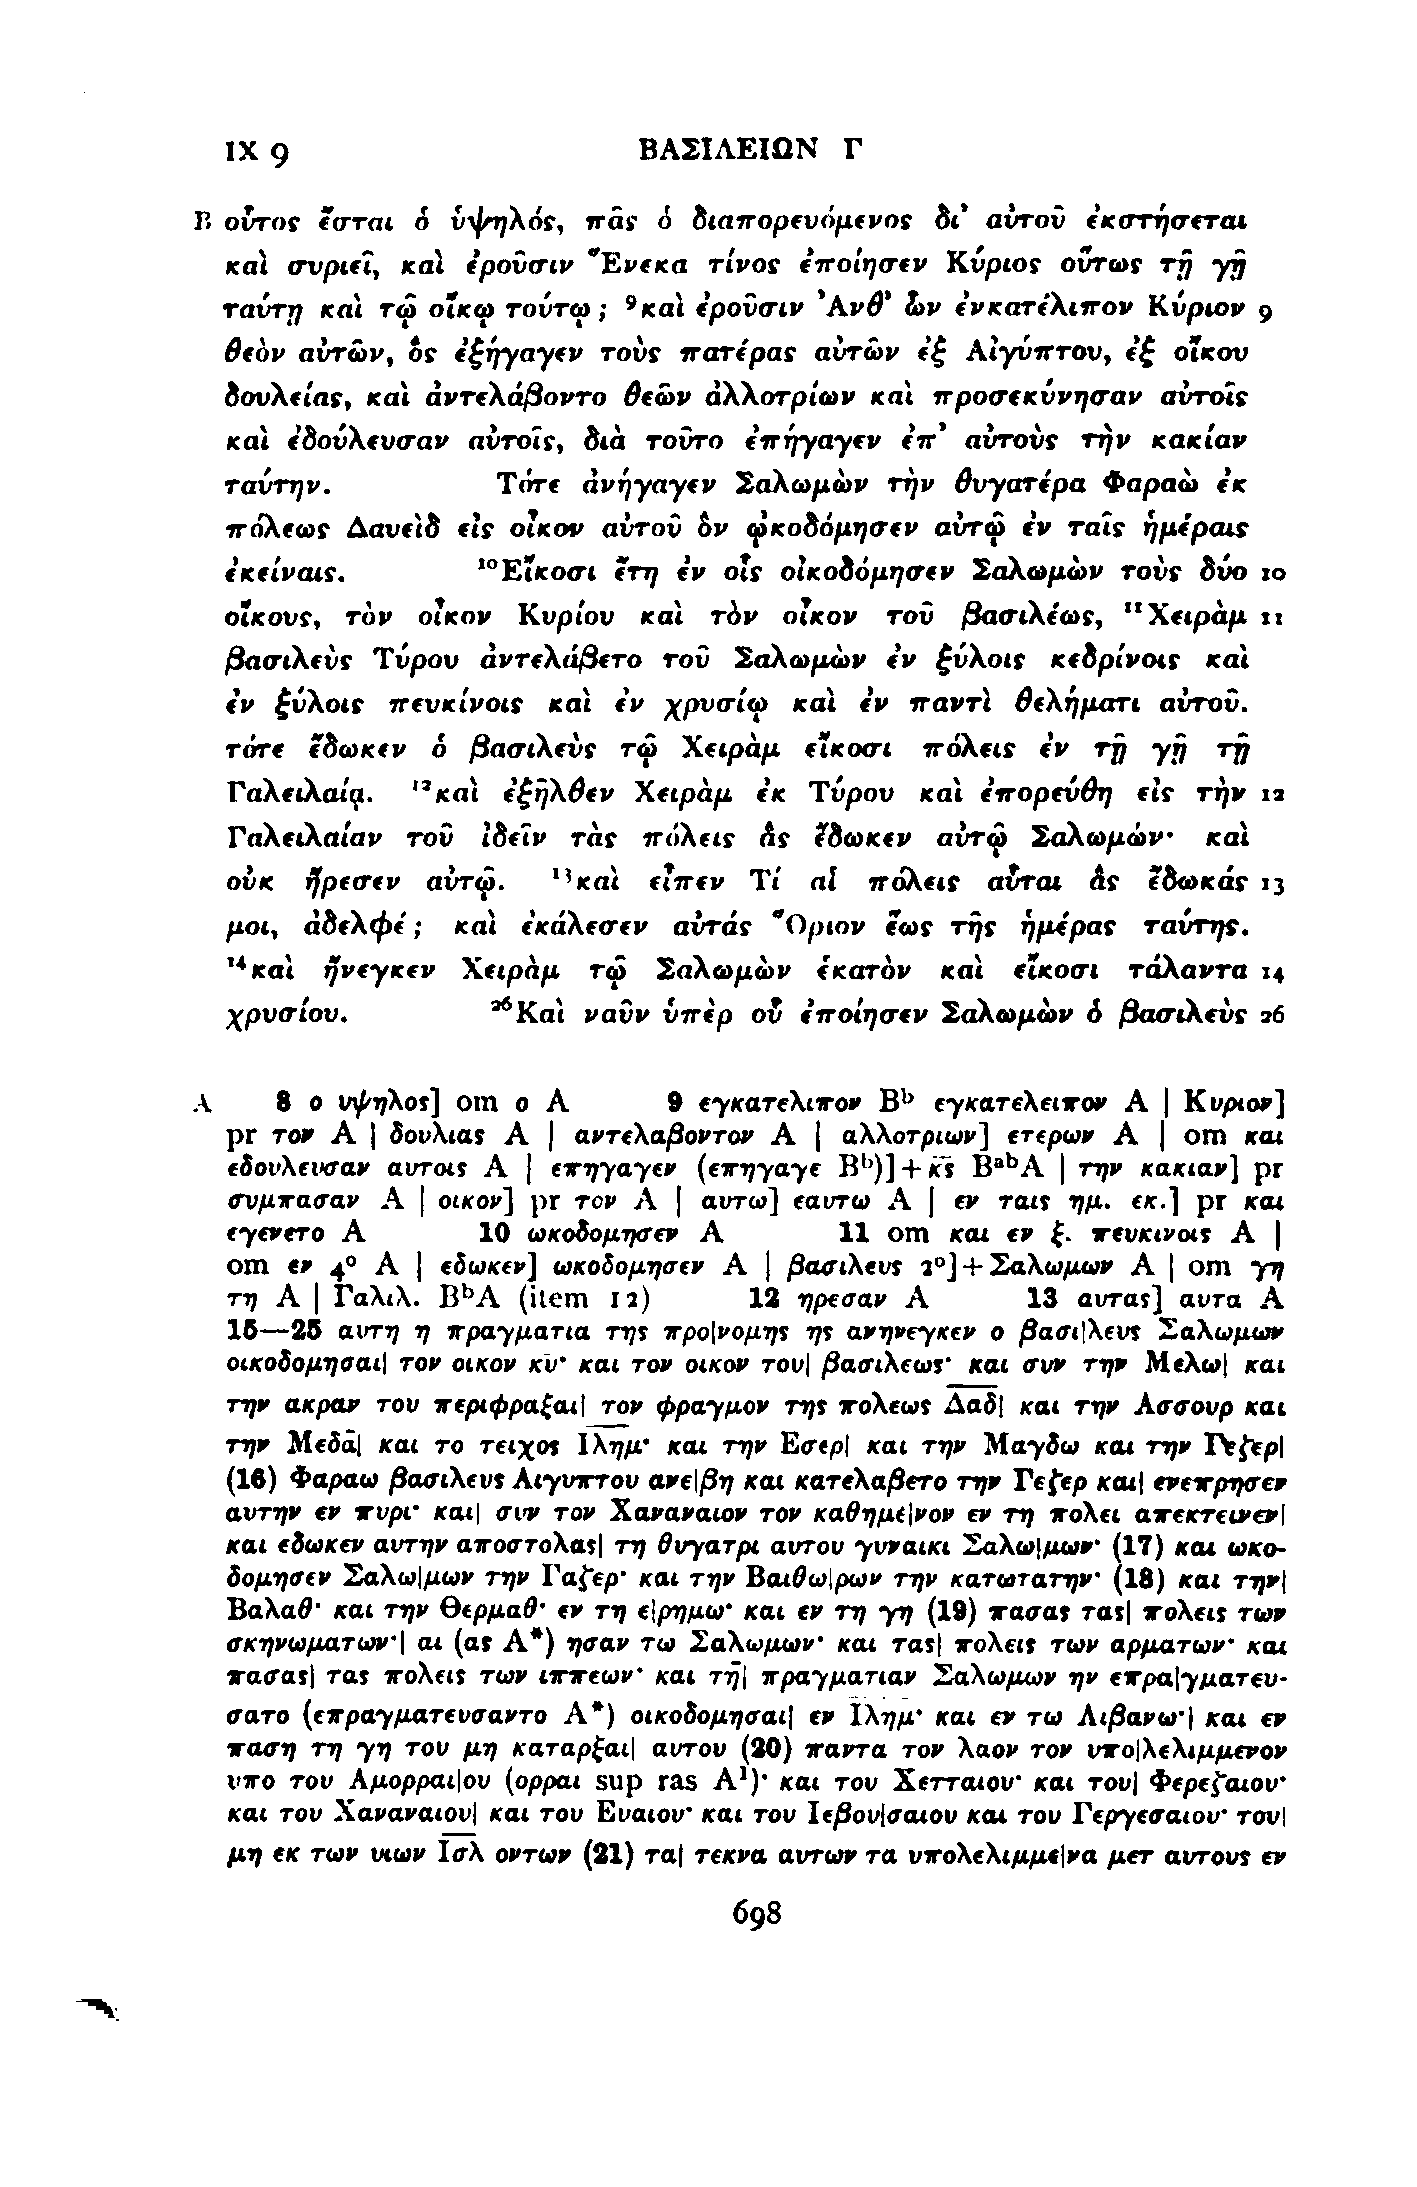 IX 9 ΒΑΣΙΛΕΙΩΝ Γ
B οὗτος ἔσται ὁ ὑψηλός, πᾶς ὁ διαπορευόμενος δι᾽ αὐτοῦ ἐκστήσεται
καὶ συριεῖ, καὶ ἐροῦσιν Ἕνεκα τίνος ἐποίησεν Κύριος οὕτως τῇ γῇ
ταύτῃ καὶ τῷ οἴκῳ τούτῳ; ⁹καὶ ἐροῦσιν Ἀνθ᾽ ὧν ἐνκατέλιπον Κύριον 9
θεὸν αὐτῶν, ὃς ἐξήγαγεν τοὺς πατέρας αὐτῶν ἐξ Αἰγύπτου, ἐξ οἴκου
δουλείας, καὶ ἀντελάβοντο θεῶν ἀλλοτρίων καὶ προσεκύνησαν αὐτοῖς
καὶ ἐδούλευσαν αὐτοῖς, διὰ τοῦτο ἐπήγαγεν ἐπ᾽ αὐτοὺς τὴν κακίαν
ταύτην. Τότε ἀνήγαγεν Σαλωμὼν τὴν θυγατέρα Φαραὼ ἐκ
πόλεως Δαυεὶδ εἰς οἶκον αὐτοῦ ὃν ᾠκοδόμησεν αὐτῷ ἐν ταῖς ἡμέραις
ἐκείναις. ¹⁰Εἴκοσι ἔτη ἐν οἷς οἰκοδόμησεν Σαλωμὼν τοὺς δύο 10
οἴκους, τὸν οἶκον Κυρίου καὶ τὸν οἶκον τοῦ βασιλέως, ¹¹Χειρὰμ 11
βασιλεὺς Τύρου ἀντελάβετο τοῦ Σαλωμὼν ἐν ξύλοις κεδρίνοις καὶ
ἐν ξύλοις πευκίνοις καὶ ἐν χρυσίῳ καὶ ἐν παντὶ θελήματι αὐτοῦ.
τότε ἔδωκεν ὁ βασιλεὺς τῷ Χειρὰμ εἴκοσι πόλεις ἐν τῇ γῇ τῇ
Γαλειλαίᾳ. ¹²καὶ ἐξῆλθεν Χειρὰμ ἐκ Τύρου καὶ ἐπορεύθη εἰς τὴν 12
Γαλειλαίαν τοῦ ἰδεῖν τὰς πόλεις ἃς ἔδωκεν αὐτῷ Σαλωμών· καὶ
οὐκ ἤρεσεν αὐτῷ. ¹³καὶ εἶπεν Τί αἱ πόλεις αὗται ἃς ἔδωκάς 13
μοι, ἀδελφέ; καὶ ἐκάλεσεν αὐτάς Ὅριον ἕως τῆς ἡμέρας ταύτης.
¹⁴καὶ ἤνεγκεν Χειρὰμ τῷ Σαλωμὼν ἑκατὸν καὶ εἴκοσι τάλαντα 14
χρυσίου. ²⁶Καὶ ναῦν ὑπὲρ οὗ ἐποίησεν Σαλωμὼν ὁ βασιλεὺς 26
A 8 ο υψηλος] om ο A 9 εγκατελιπον Bᵇ εγκατελειπον A | Κυριον]
pr τον A | δουλιας A | αντελαβοντον A | αλλοτριων] ετερων A | om και
εδουλευσαν αυτοις A | επηγαγεν (επηγαγε Bᵇ)]+κ̅ς̅ BᵃᵇA | την κακιαν] pr
συμπασαν A | οικον] pr τον A | αυτω] εαυτω A | εν ταις ημ. εκ.] pr και
εγενετο A 10 ωκοδομησεν A 11 om και εν ξ. πευκινοις A |
om εν 4° A | εδωκεν] ωκοδομησεν A | βασιλευς 2°]+Σαλωμων A | om γη
τη A | Γαλιλ. BᵇA (item 12) 12 ηρεσαν A 13 αυτας] αυτα A
15—25 αυτη η πραγματια της προ|νομης ης ανηνεγκεν ο βασι|λευς Σαλωμων
οικοδομησαι| τον οικον κ̅υ̅· και τον οικον του| βασιλεως· και συν την Μελω| και
την ακραν του περιφραξαι| τον φραγμον της πολεως Δ̅α̅δ̅| και την Ασσουρ και
την Μεδα̅| και το τειχος Ι̅λ̅η̅μ̅· και την Εσερ| και την Μαγδω και την Γεζερ|
(16) Φαραω βασιλευς Αιγυπτου ανε|βη και κατελαβετο την Γεζερ και| ενεπρησεν
αυτην εν πυρι· και| συν τον Χαναναιον τον καθημε|νον εν τη πολει απεκτεινεν|
και εδωκεν αυτην αποστολας| τη θυγατρι αυτου γυναικι Σαλω|μων· (17) και ωκο-
δομησεν Σαλω|μων την Γαζερ· και την Βαιθω|ρων την κατωτατην· (18) και την|
Βαλαθ· και την Θερμαθ· εν τη ε|ρημω· και εν τη γη (19) πασας τας| πολεις των
σκηνωματων·| αι (ας A*) ησαν τω Σαλωμων· και τας| πολεις των αρματων· και
πασας| τας πολεις των ιππεων· και τη̅| πραγματιαν Σαλωμων ην επρα|γματευ-
σατο (επραγματευσαντο A*) οικοδομησαι| εν Ι̅λ̅η̅μ̅· και εν τω Λιβανω·| και εν
παση τη γη του μη καταρξαι| αυτου (20) παντα τον λαον τον υπο|λελιμμενον
υπο του Αμορραι|ου (ορραι sup ras A¹)· και του Χετταιου· και του| Φερεζαιου·
και του Χαναναιου| και του Ευαιου· και του Ιεβου|σαιου και του Γεργεσαιου· του|
μη εκ των υιων Ι̅σ̅λ̅ οντων (21) τα| τεκνα αυτων τα υπολελιμμε|να μετ αυτους εν
698